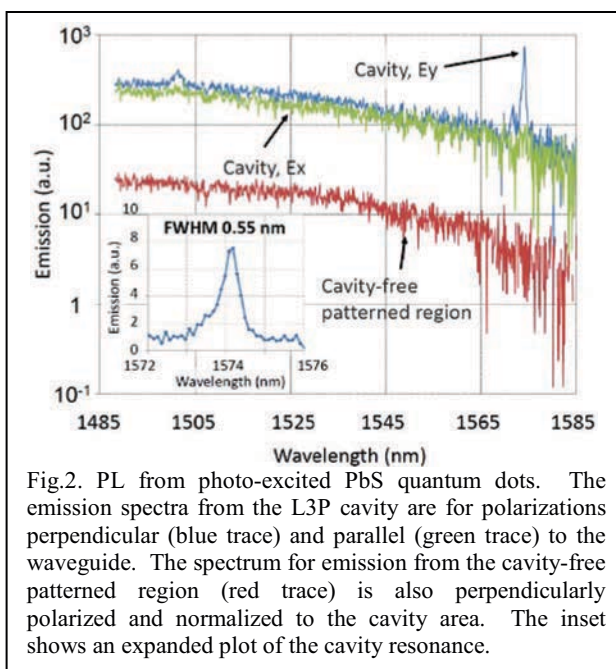 10³
Cavity, Ey
10²
Cavity, Ex
Emission (a.u.)
10¹
10
FWHM 0.55 nm
8
6
Emission (a.u.)
4
2
0
1572
1574
1576
Wavelength (nm)
Cavity-free
patterned region
1
10⁻¹
1485
1505
1525
1545
1565
1585
Wavelength (nm)
Fig.2. PL from photo-excited PbS quantum dots. The
emission spectra from the L3P cavity are for polarizations
perpendicular (blue trace) and parallel (green trace) to the
waveguide. The spectrum for emission from the cavity-free
patterned region (red trace) is also perpendicularly
polarized and normalized to the cavity area. The inset
shows an expanded plot of the cavity resonance.